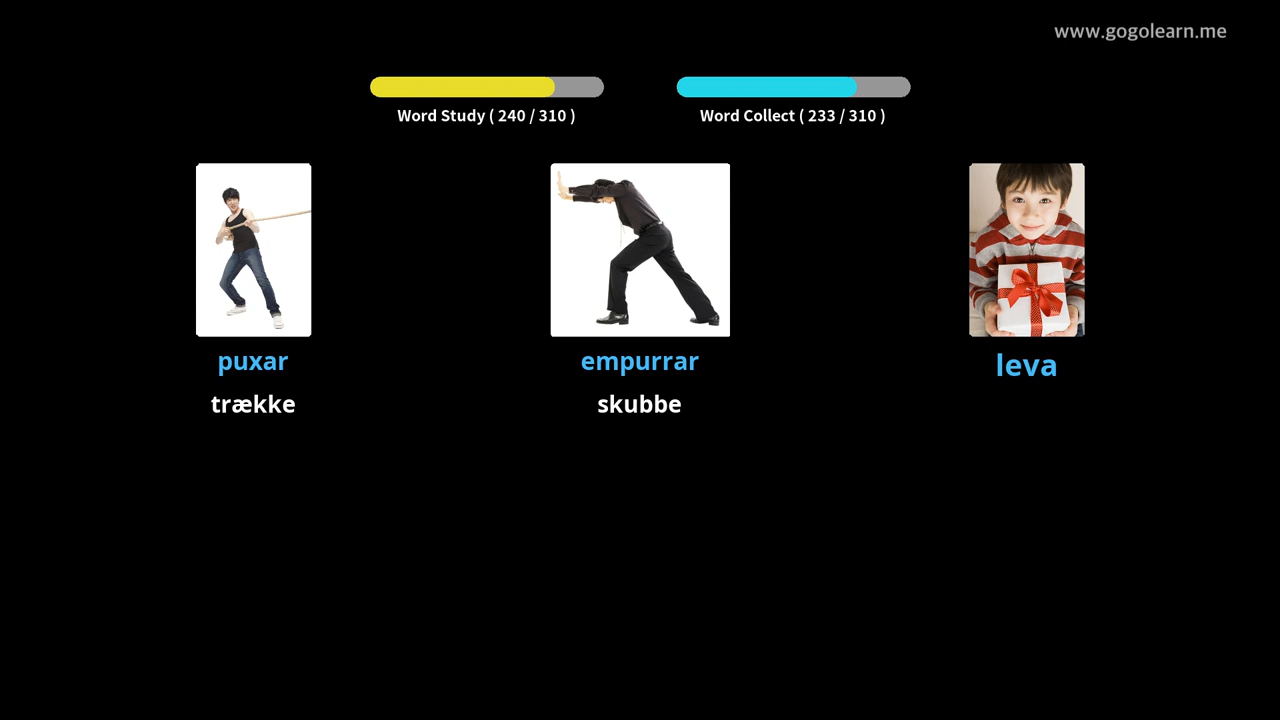 www.gogolearn.me
Word Study ( 240 / 310 )
Word Collect ( 233 / 310 )
puxar
empurrar
leva
trække
skubbe